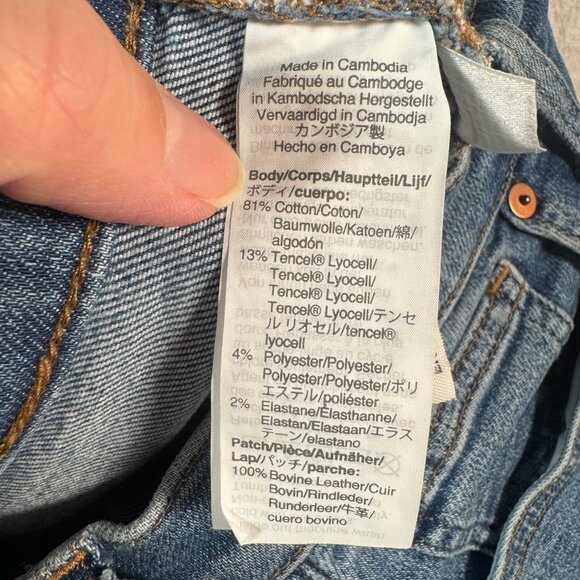 Made in Cambodia
Fabriqué au Cambodge
in Kambodscha Hergestellt
Vervaardigd in Cambodja
カンボジア製
Hecho en Camboya
Body/Corps/Hauptteil/Lijf/
ボディ/cuerpo:
81% Cotton/Coton/
Baumwolle/Katoen/綿/
algodón
13% Tencel® Lyocell/
Tencel® Lyocell/
Tencel® Lyocell/
Tencel® Lyocell/テンセ
ル リオセル/tencel®
lyocell
4% Polyester/Polyester/
Polyester/Polyester/ポリ
エステル/poliéster
2% Elastane/Élasthanne/
Elastan/Elastaan/エラス
テーン/elastano
Patch/Pièce/Aufnäher/
Lap/パッチ/parche:
100% Bovine Leather/Cuir
Bovin/Rindleder/
Runderleer/牛革/
cuero bovino